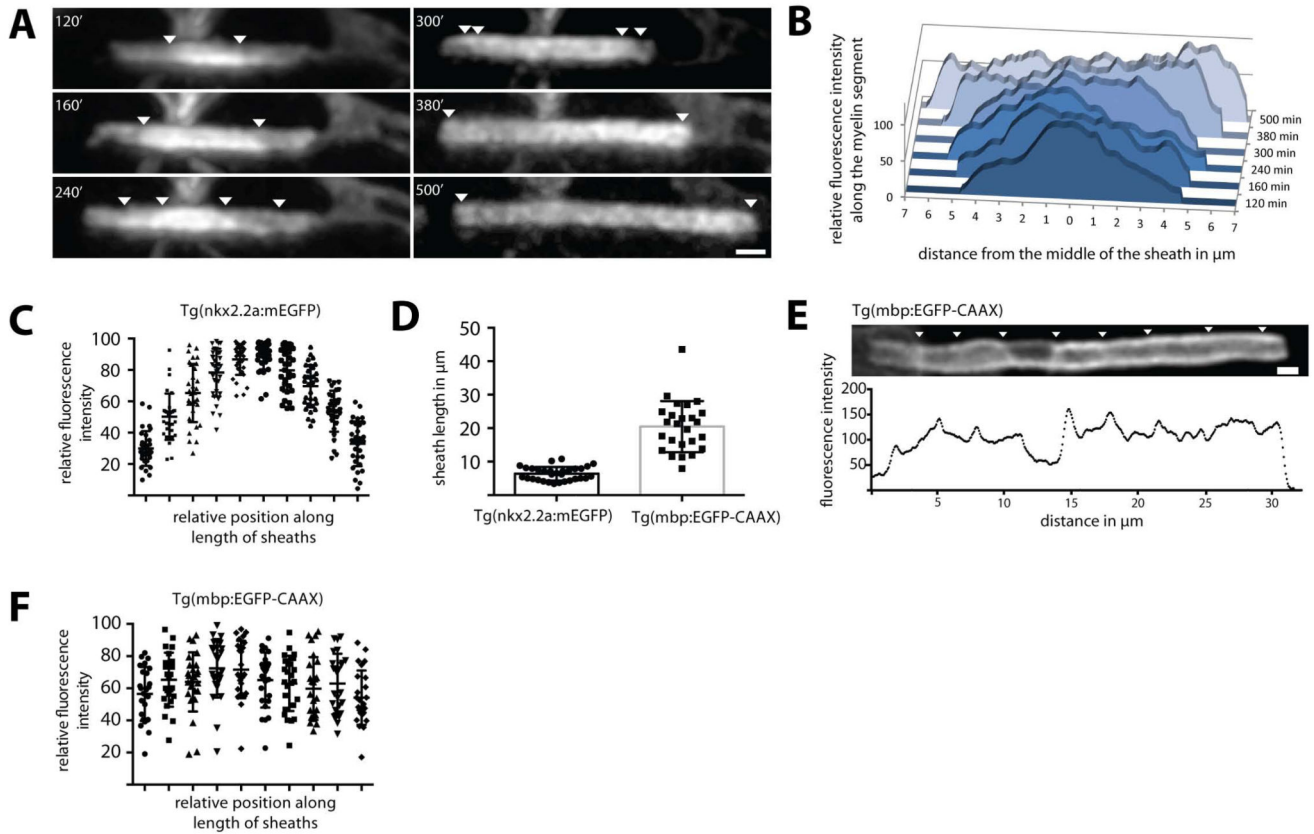 A
120'
160'
240'
300'
380'
500'
B
relative fluorescence intensity
along the myelin segment
100
50
0
7 6 5 4 3 2 1 0 1 2 3 4 5 6 7
500 min
380 min
300 min
240 min
160 min
120 min
distance from the middle of the sheath in µm
C
Tg(nkx2.2a:mEGFP)
relative fluorescence
intensity
100
80
60
40
20
relative position along
length of sheaths
D
sheath length in µm
50
40
30
20
10
Tg(nkx2.2a:mEGFP)
Tg(mbp:EGFP-CAAX)
E
Tg(mbp:EGFP-CAAX)
fluorescence intensity
200
150
100
50
0
5 10 15 20 25 30
distance in µm
F
Tg(mbp:EGFP-CAAX)
relative fluorescence
intensity
100
80
60
40
20
relative position along
length of sheaths